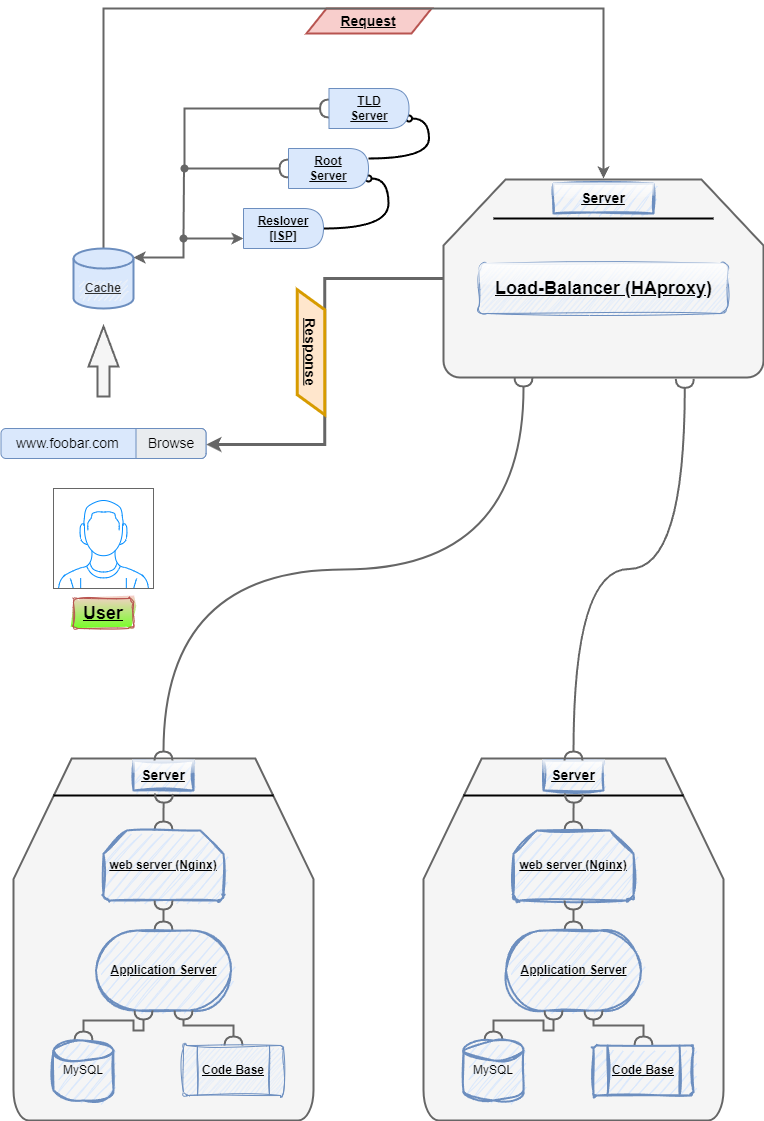 Request
TLD
Server
Root
Server
Reslover
[ISP]
Cache
Server
Load-Balancer (HAproxy)
Response
www.foobar.com
Browse
User
Server
web server (Nginx)
Application Server
MySQL
Code Base
Server
web server (Nginx)
Application Server
MySQL
Code Base